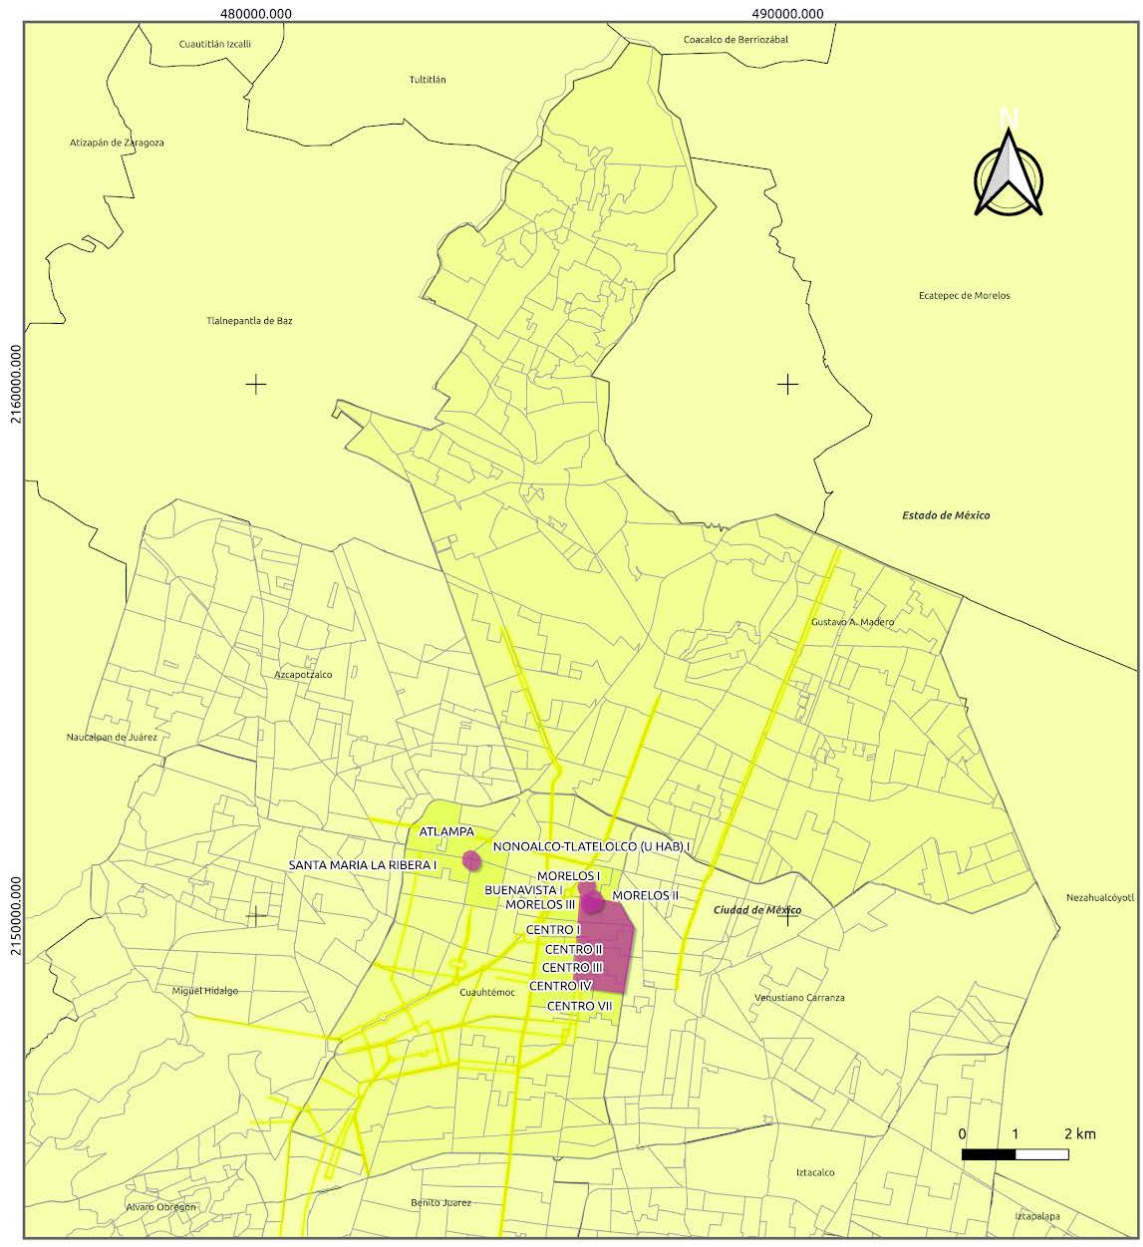 480000.000
490000.000
Cuautitlán Izcalli
Coacalco de Berriozábal
Tultitlán
N
Atizapán de Zaragoza
Ecatepec de Morelos
Tlalnepantla de Baz
2160000.000
Estado de México
Gustavo A. Madero
Azcapotzalco
Naucalpan de Juárez
ATLAMPA
NONOALCO-TLATELOLCO (U HAB) I
SANTA MARIA LA RIBERA I
MORELOS I
BUENAVISTA I
MORELOS II
MORELOS III
Nezahualcóyotl
2150000.000
Ciudad de México
CENTRO I
CENTRO II
CENTRO III
CENTRO IV
Miguel Hidalgo
Cuauhtémoc
Venustiano Carranza
CENTRO VII
0 1 2 km
Iztacalco
Alvaro Obregón
Benito Juarez
Iztapalapa